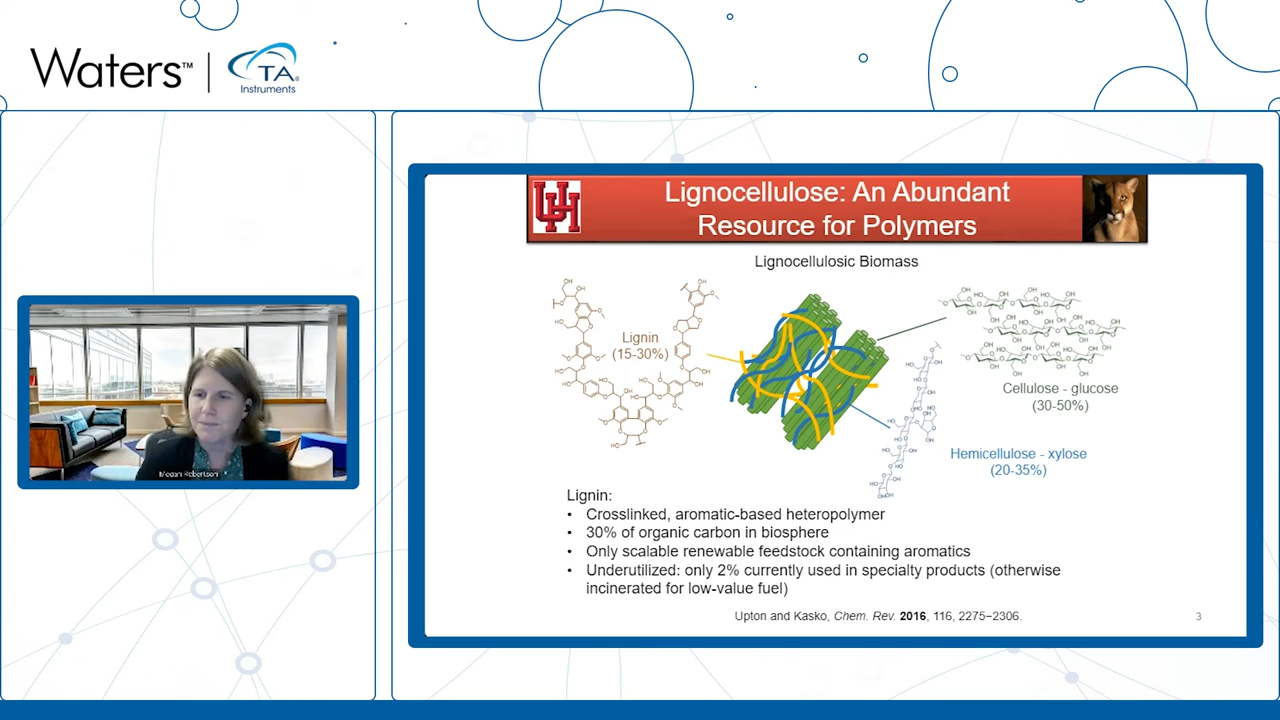 Waters™
TA®
Instruments
UH
Lignocellulose: An Abundant
Resource for Polymers
Lignocellulosic Biomass
Lignin
(15-30%)
Cellulose - glucose
(30-50%)
Hemicellulose - xylose
(20-35%)
Megan Robertson
Lignin:
• Crosslinked, aromatic-based heteropolymer
• 30% of organic carbon in biosphere
• Only scalable renewable feedstock containing aromatics
• Underutilized: only 2% currently used in specialty products (otherwise
incinerated for low-value fuel)
Upton and Kasko, Chem. Rev. 2016, 116, 2275−2306.
3